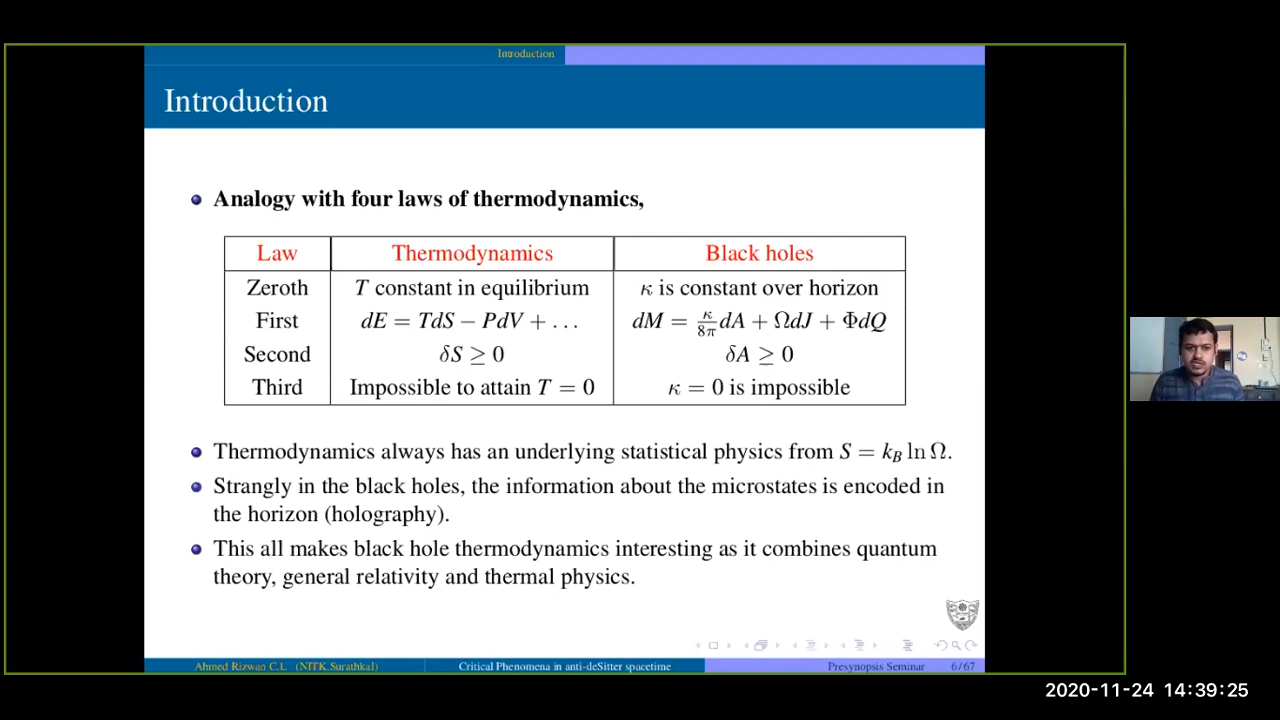 Introduction
Introduction
Analogy with four laws of thermodynamics,
Law Thermodynamics Black holes
Zeroth T constant in equilibrium κ is constant over horizon
First dE = TdS − PdV + . . . dM = κ/8π dA + ΩdJ + ΦdQ
Second δS ≥ 0 δA ≥ 0
Third Impossible to attain T = 0 κ = 0 is impossible
Thermodynamics always has an underlying statistical physics from S = k_B ln Ω.
Strangly in the black holes, the information about the microstates is encoded in
the horizon (holography).
This all makes black hole thermodynamics interesting as it combines quantum
theory, general relativity and thermal physics.
Ahmed Rizwan C.L (NITK,Surathkal) Critical Phenomena in anti-deSitter spacetime Presynopsis Seminar 6/67
2020-11-24 14:39:25